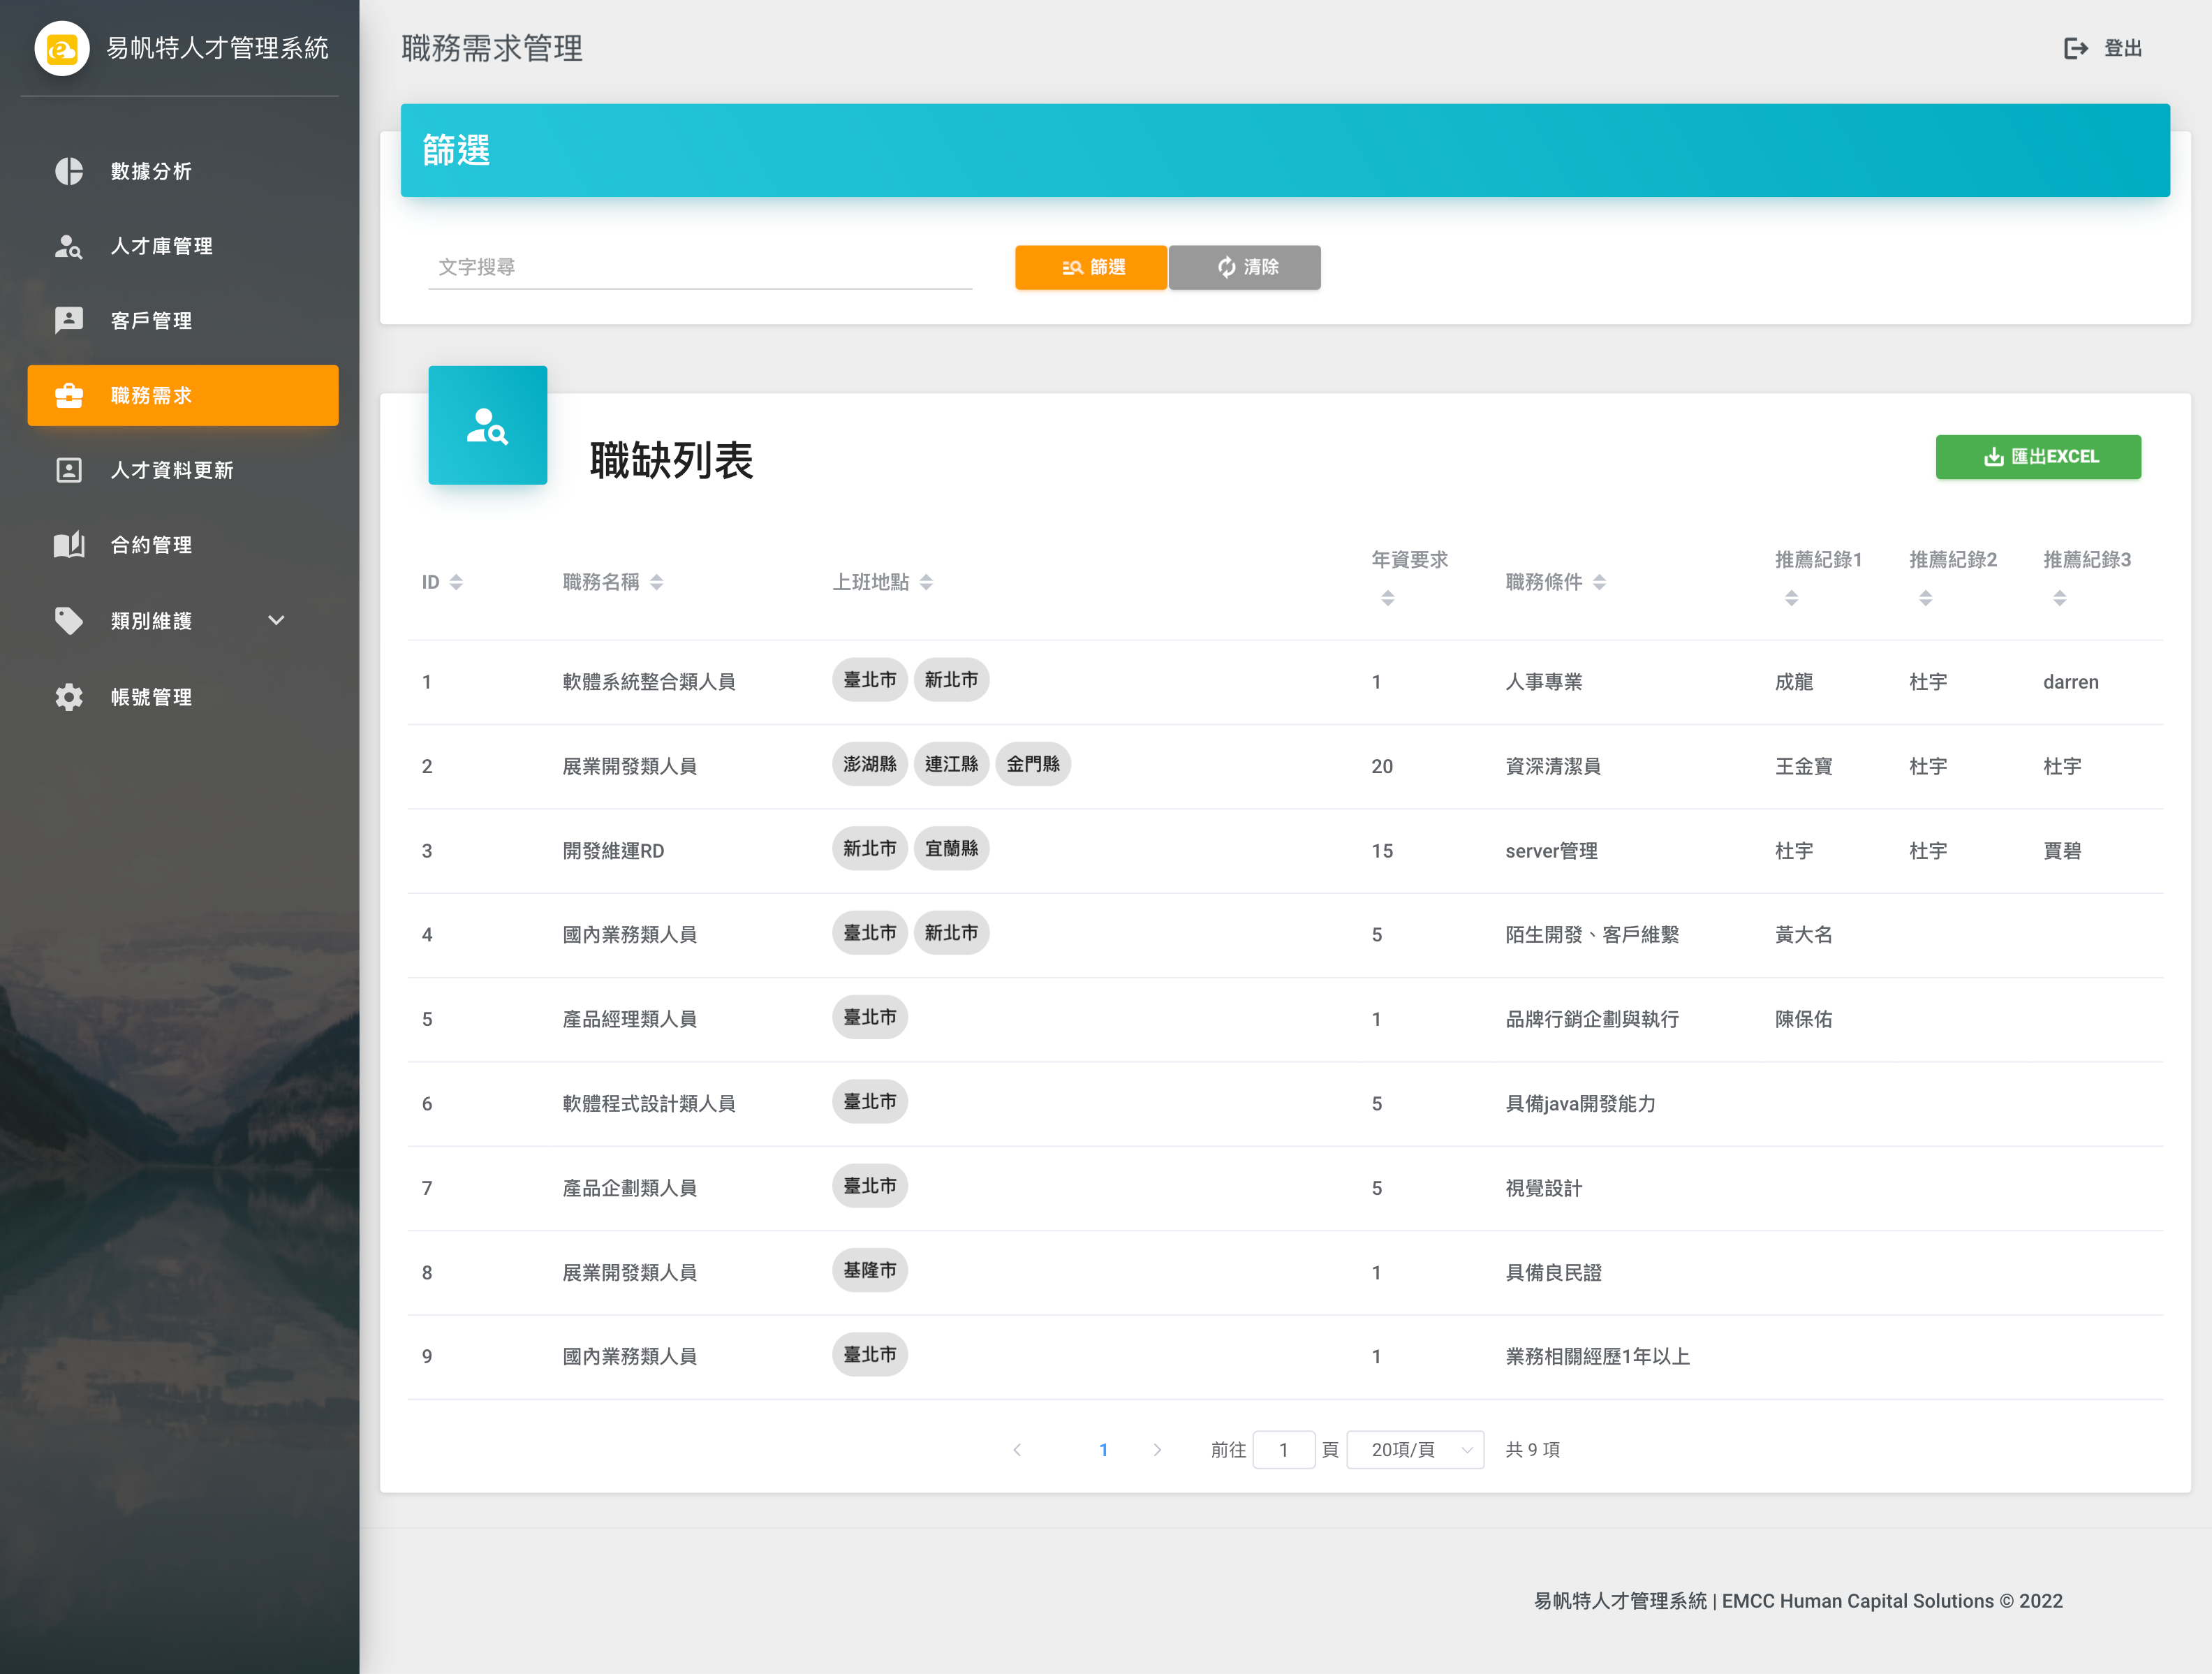 易帆特人才管理系統
數據分析
人才庫管理
客戶管理
職務需求
人才資料更新
合約管理
類別維護
帳號管理
職務需求管理
登出
篩選
文字搜尋
篩選
清除
職缺列表
匯出EXCEL
ID 職務名稱 上班地點 年資要求 職務條件 推薦紀錄1 推薦紀錄2 推薦紀錄3
1 軟體系統整合類人員 臺北市 新北市 1 人事專業 成龍 杜宇 darren
2 展業開發類人員 澎湖縣 連江縣 金門縣 20 資深清潔員 王金寶 杜宇 杜宇
3 開發維運RD 新北市 宜蘭縣 15 server管理 杜宇 杜宇 賈碧
4 國內業務類人員 臺北市 新北市 5 陌生開發、客戶維繫 黃大名
5 產品經理類人員 臺北市 1 品牌行銷企劃與執行 陳保佑
6 軟體程式設計類人員 臺北市 5 具備java開發能力
7 產品企劃類人員 臺北市 5 視覺設計
8 展業開發類人員 基隆市 1 具備良民證
9 國內業務類人員 臺北市 1 業務相關經歷1年以上
1 前往 1 頁 20項/頁 共 9 項
易帆特人才管理系統 | EMCC Human Capital Solutions © 2022